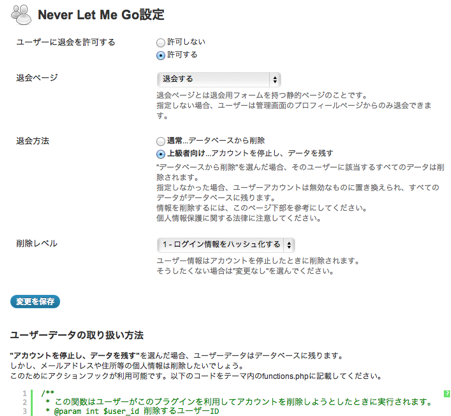 Never Let Me Go設定
ユーザーに退会を許可する
許可しない
許可する
退会ページ
退会する
退会ページとは退会用フォームを持つ静的ページのことです。
指定しない場合、ユーザーは管理画面のプロフィールページからのみ退会できま
す。
退会方法
通常...データベースから削除
上級者向け...アカウントを停止し、データを残す
"データベースから削除"を選んだ場合、そのユーザーに該当するすべてのデータは削
除されます。
指定しなかった場合、ユーザーアカウントは無効なものに置き換えられ、すべての
データがデータベースに残ります。
情報を削除するには、このページ下部を参考にしてください。
個人情報保護に関する法律に注意してください。
削除レベル
1 - ログイン情報をハッシュ化する
ユーザー情報はアカウントを停止したときに削除されます。
そうしたくない場合は"変更なし"を選んでください。
変更を保存
ユーザーデータの取り扱い方法
"アカウントを停止し、データを残す"を選んだ場合、ユーザーデータはデータベースに残ります。
しかし、メールアドレスや住所等の個人情報は削除したいでしょう。
このためにアクションフックが利用可能です。以下のコードをテーマ内のfunctions.phpに記載してください。
1 /**
2 * この関数はユーザーがこのプラグインを利用してアカウントを削除しようとしたときに実行されます。
3 * @param int $user_id 削除するユーザーID